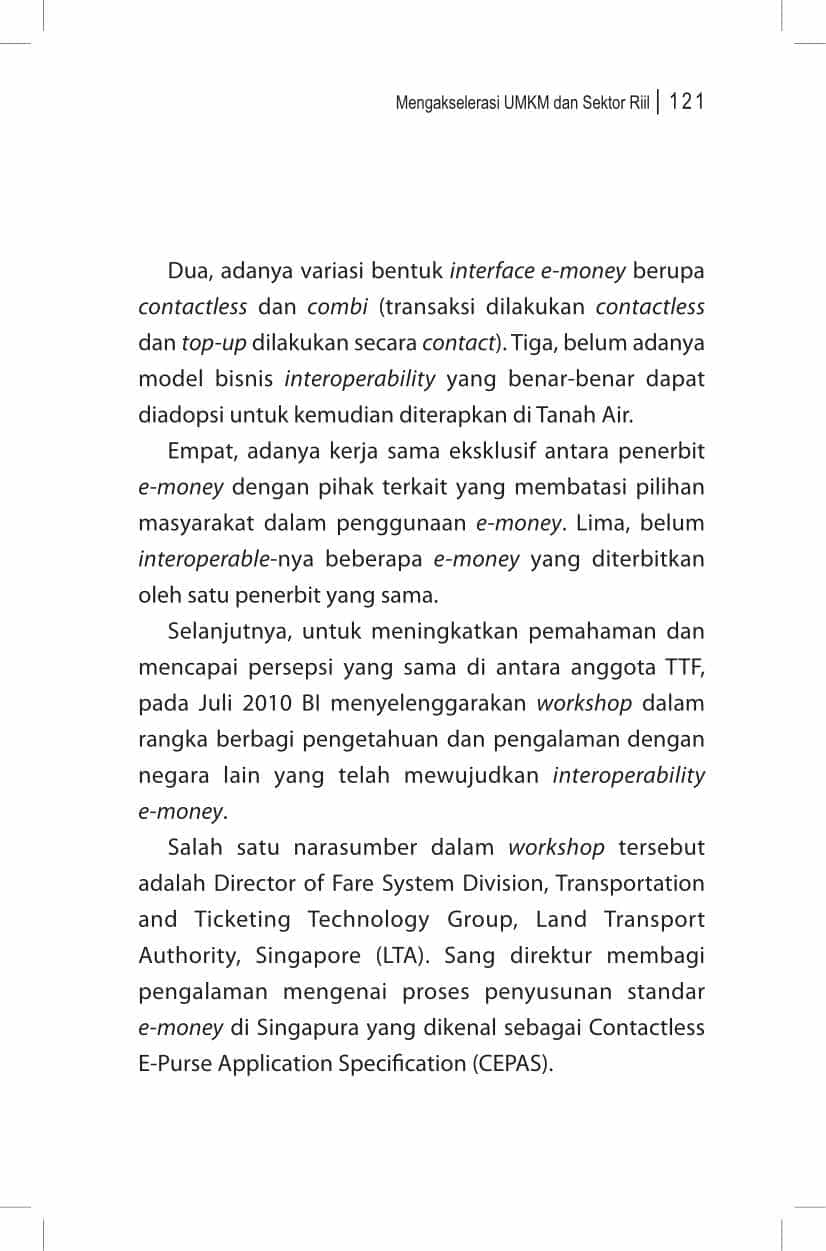 Mengakselerasi UMKM dan Sektor Riil | 121
Dua, adanya variasi bentuk interface e-money berupa
contactless dan combi (transaksi dilakukan contactless
dan top-up dilakukan secara contact). Tiga, belum adanya
model bisnis interoperability yang benar-benar dapat
diadopsi untuk kemudian diterapkan di Tanah Air.
Empat, adanya kerja sama eksklusif antara penerbit
e-money dengan pihak terkait yang membatasi pilihan
masyarakat dalam penggunaan e-money. Lima, belum
interoperable-nya beberapa e-money yang diterbitkan
oleh satu penerbit yang sama.
Selanjutnya, untuk meningkatkan pemahaman dan
mencapai persepsi yang sama di antara anggota TTF,
pada Juli 2010 BI menyelenggarakan workshop dalam
rangka berbagi pengetahuan dan pengalaman dengan
negara lain yang telah mewujudkan interoperability
e-money.
Salah satu narasumber dalam workshop tersebut
adalah Director of Fare System Division, Transportation
and Ticketing Technology Group, Land Transport
Authority, Singapore (LTA). Sang direktur membagi
pengalaman mengenai proses penyusunan standar
e-money di Singapura yang dikenal sebagai Contactless
E-Purse Application Specification (CEPAS).